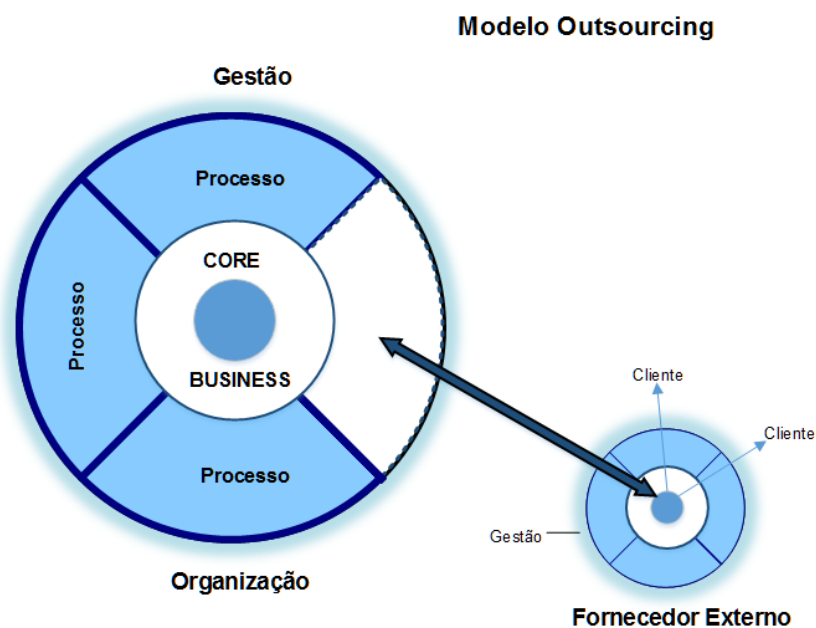 Modelo Outsourcing
Gestão
Processo
CORE
Processo
BUSINESS
Processo
Organização
Cliente
Cliente
Gestão
Fornecedor Externo